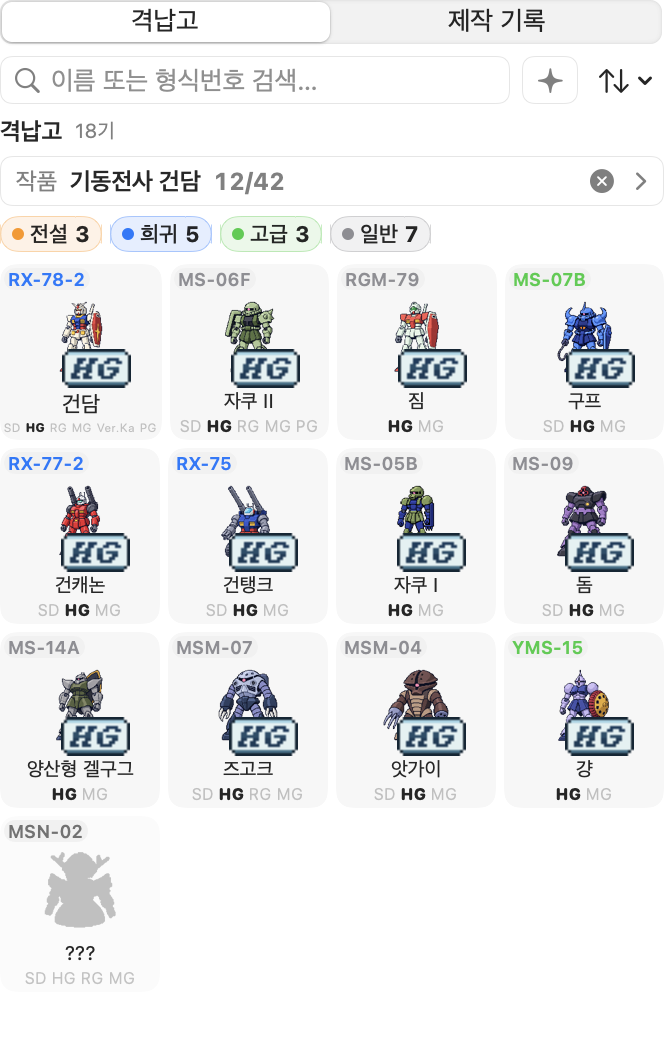 격납고 제작 기록
이름 또는 형식번호 검색...
격납고 18기
작품 기동전사 건담 12/42
전설 3 희귀 5 고급 3 일반 7
RX-78-2 MS-06F RGM-79 MS-07B
HG HG HG HG
건담 자쿠 II 짐 구프
SD HG RG MG Ver.Ka PG SD HG RG MG PG HG MG SD HG MG
RX-77-2 RX-75 MS-05B MS-09
HG HG HG HG
건캐논 건탱크 자쿠 I 돔
SD HG MG SD HG MG HG MG SD HG MG
MS-14A MSM-07 MSM-04 YMS-15
HG HG HG HG
양산형 겔구그 즈고크 앗가이 걍
HG MG SD HG RG MG SD HG MG HG MG
MSN-02
???
SD HG RG MG